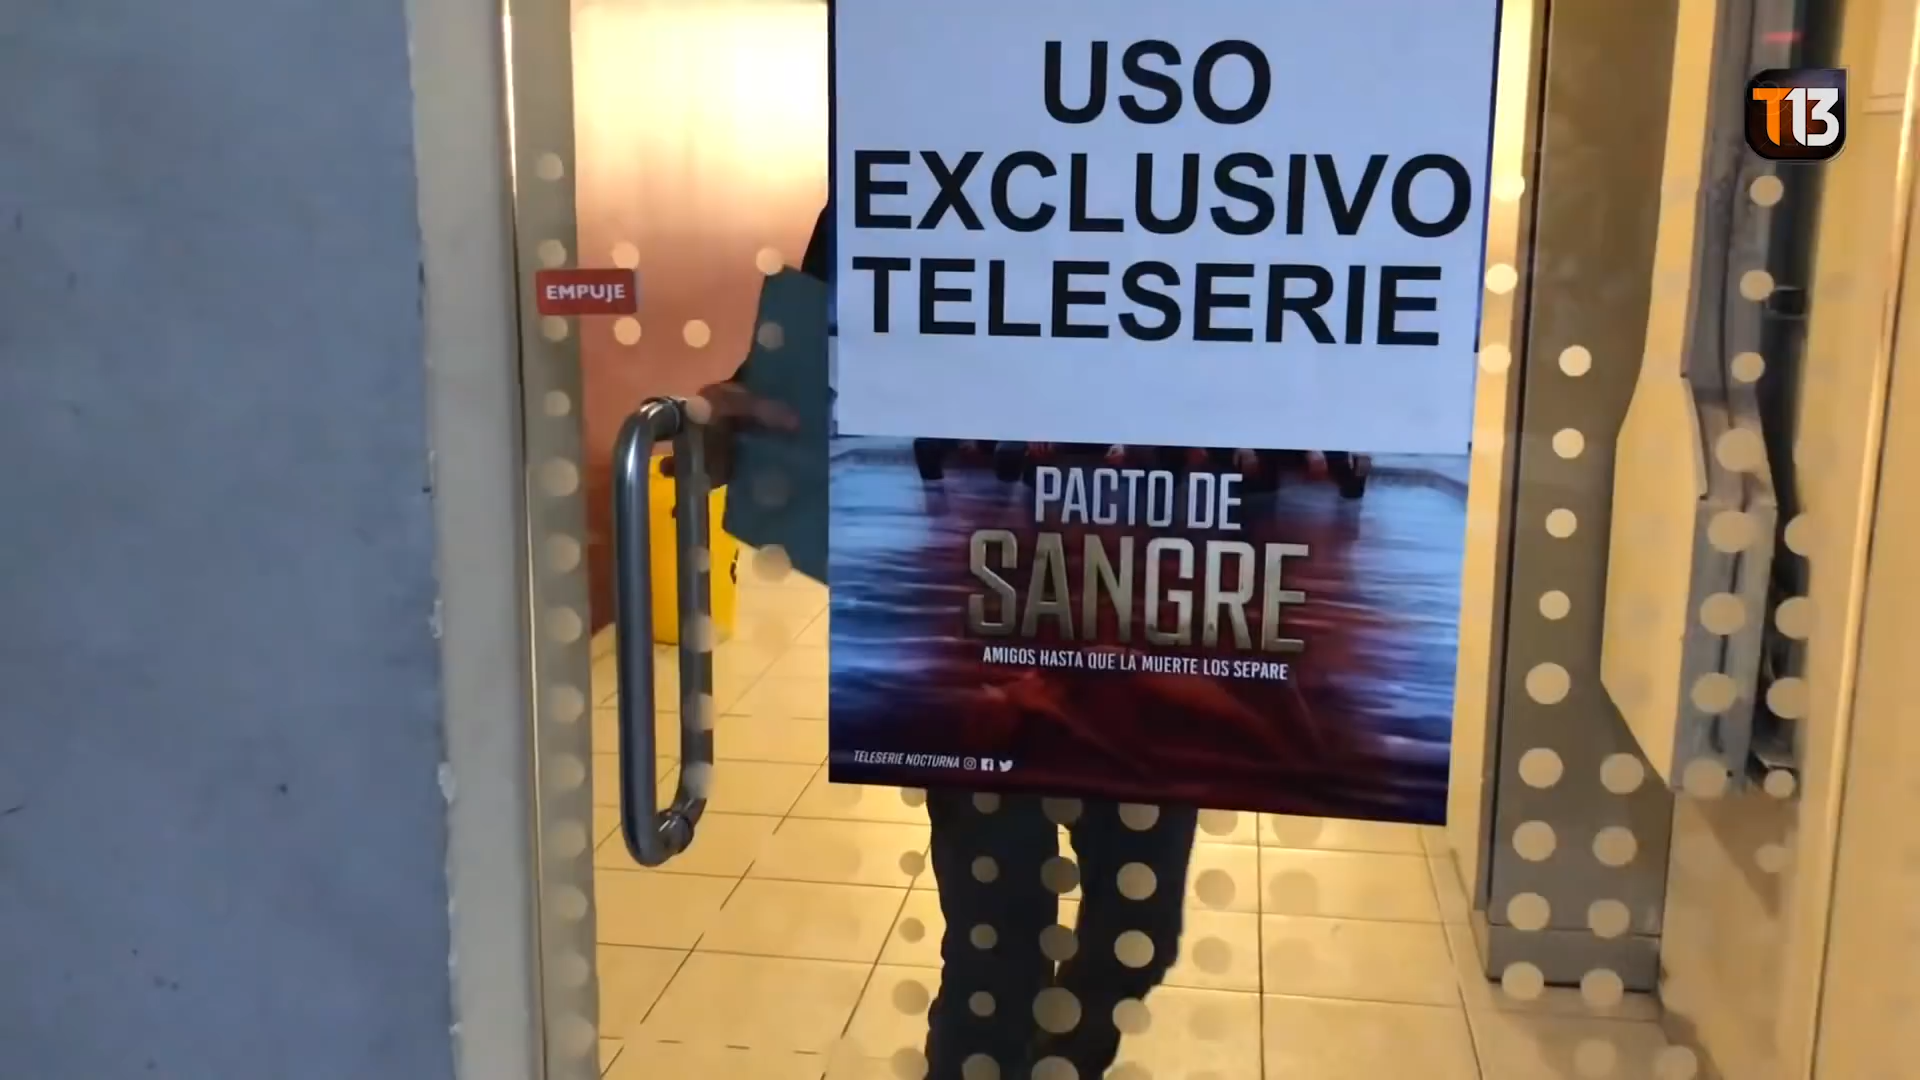 USO
EXCLUSIVO
TELESERIE
T13
EMPUJE
PACTO DE
SANGRE
AMIGOS HASTA QUE LA MUERTE LOS SEPARE
TELESERIE NOCTURNA